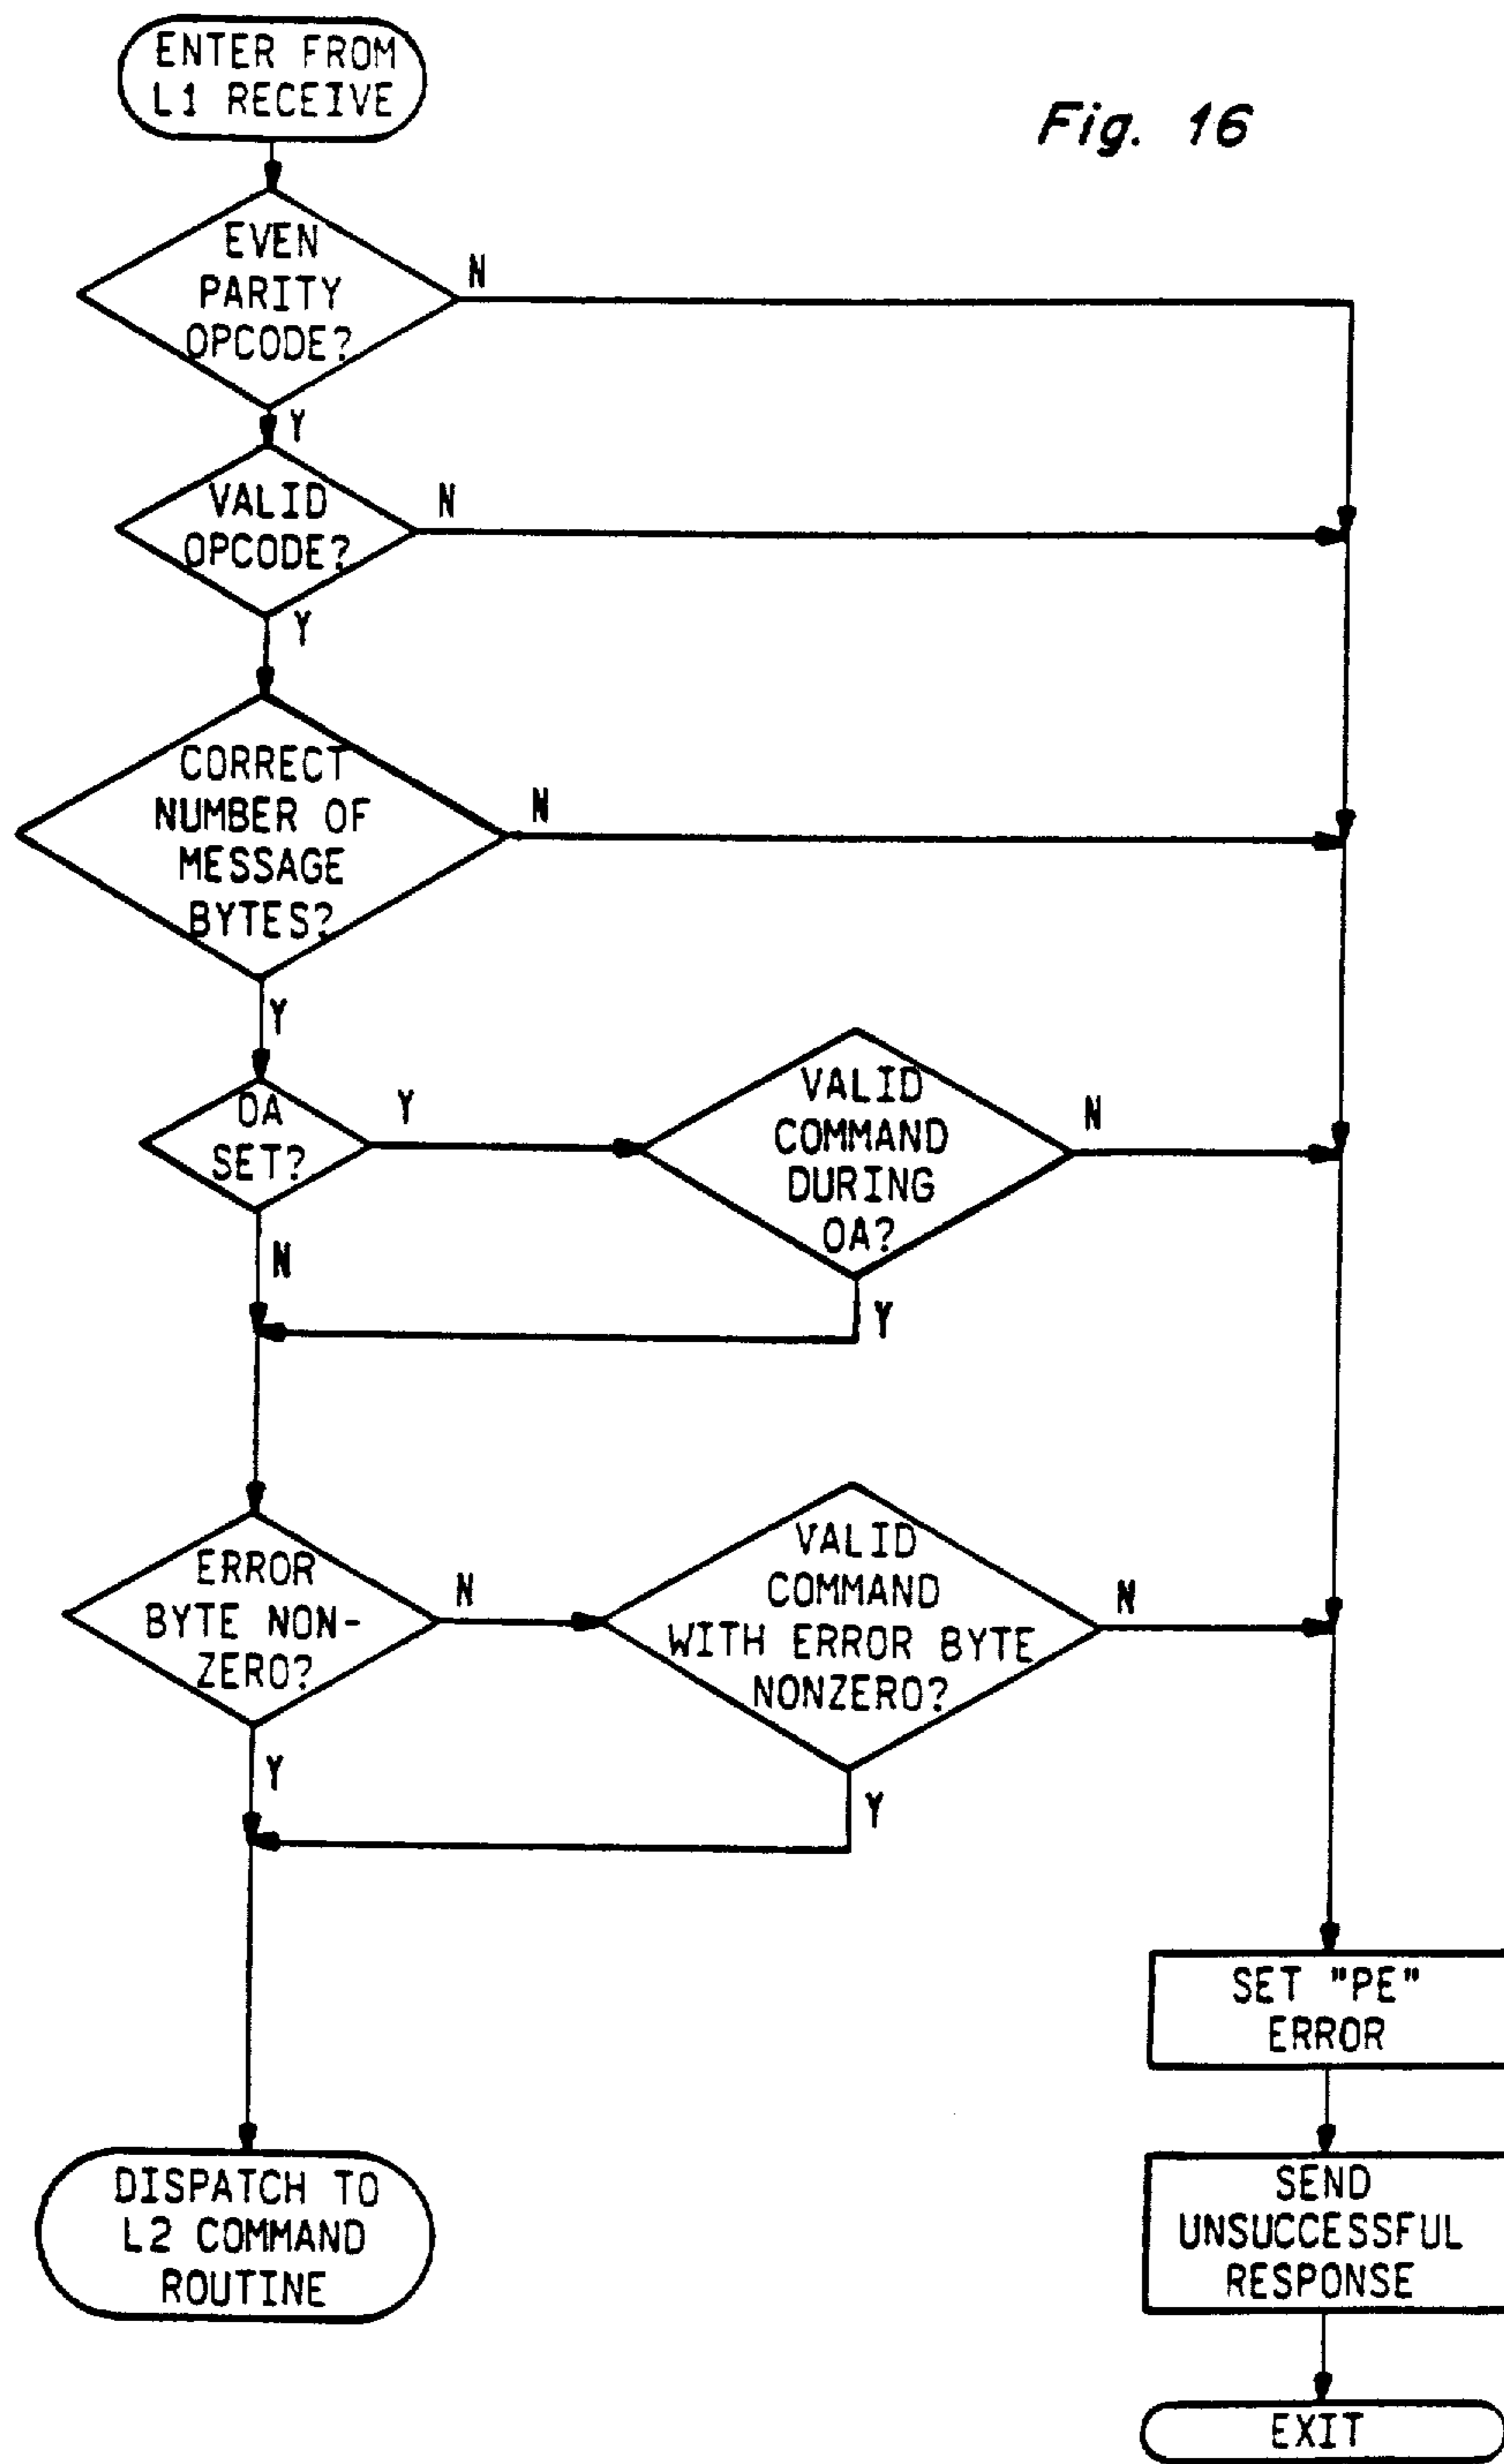 ENTER FROM
L1 RECEIVE
Fig. 16
EVEN
PARITY
OPCODE?
N
Y
VALID
OPCODE?
N
Y
CORRECT
NUMBER OF
MESSAGE
BYTES?
N
Y
OA
SET?
Y
N
VALID
COMMAND
DURING
OA?
N
Y
ERROR
BYTE NON-
ZERO?
N
Y
VALID
COMMAND
WITH ERROR BYTE
NONZERO?
N
Y
SET "PE"
ERROR
DISPATCH TO
L2 COMMAND
ROUTINE
SEND
UNSUCCESSFUL
RESPONSE
EXIT